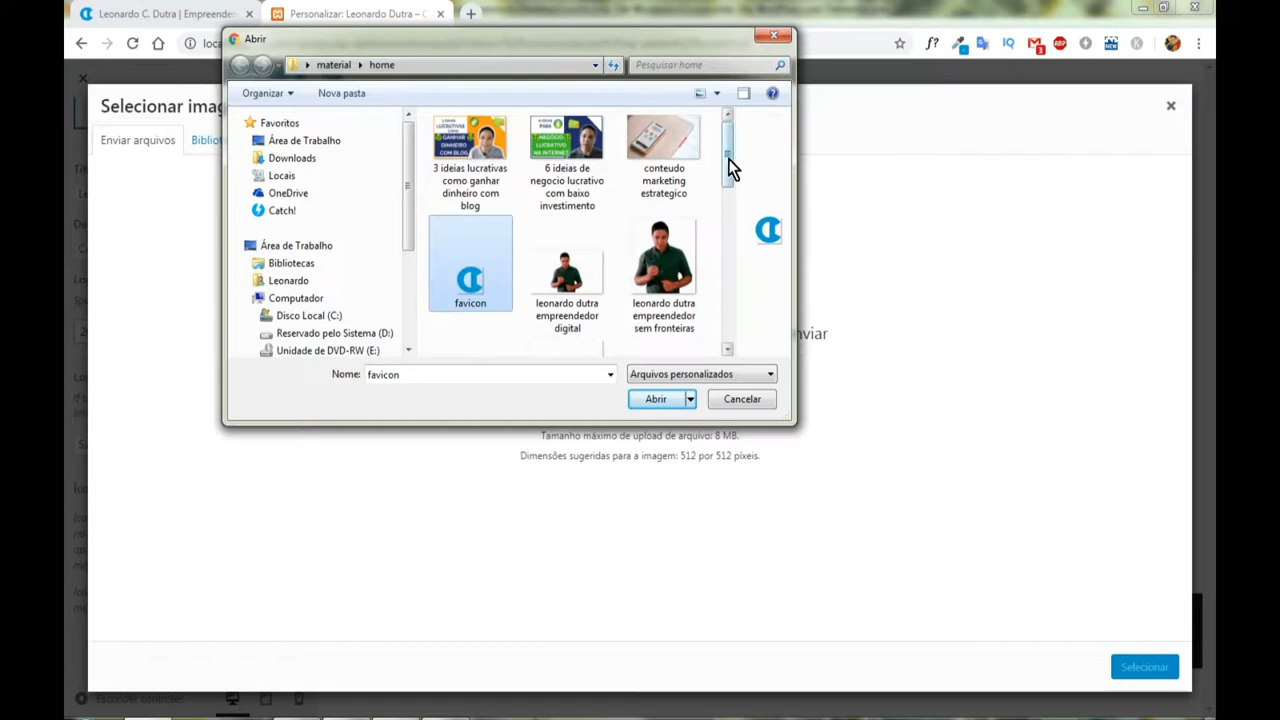 Leonardo C. Dutra | Empreende
Personalizar: Leonardo Dutra – C
Abrir
material
home
Pesquisar home
Organizar
Nova pasta
Selecionar imag
Enviar arquivos
Bibliot
Favoritos
Área de Trabalho
Downloads
Locais
OneDrive
Catch!
Área de Trabalho
Bibliotecas
Leonardo
Computador
Disco Local (C:)
Reservado pelo Sistema (D:)
Unidade de DVD-RW (E:)
3 ideias lucrativas
como ganhar
dinheiro com
blog
6 ideias de
negocio lucrativo
com baixo
investimento
conteudo
marketing
estrategico
favicon
leonardo dutra
empreendedor
digital
leonardo dutra
empreendedor
sem fronteiras
nviar
Nome:
favicon
Arquivos personalizados
Abrir
Cancelar
Tamanho máximo de upload de arquivo: 8 MB.
Dimensões sugeridas para a imagem: 512 por 512 píxeis.
Selecionar
Esconder controles